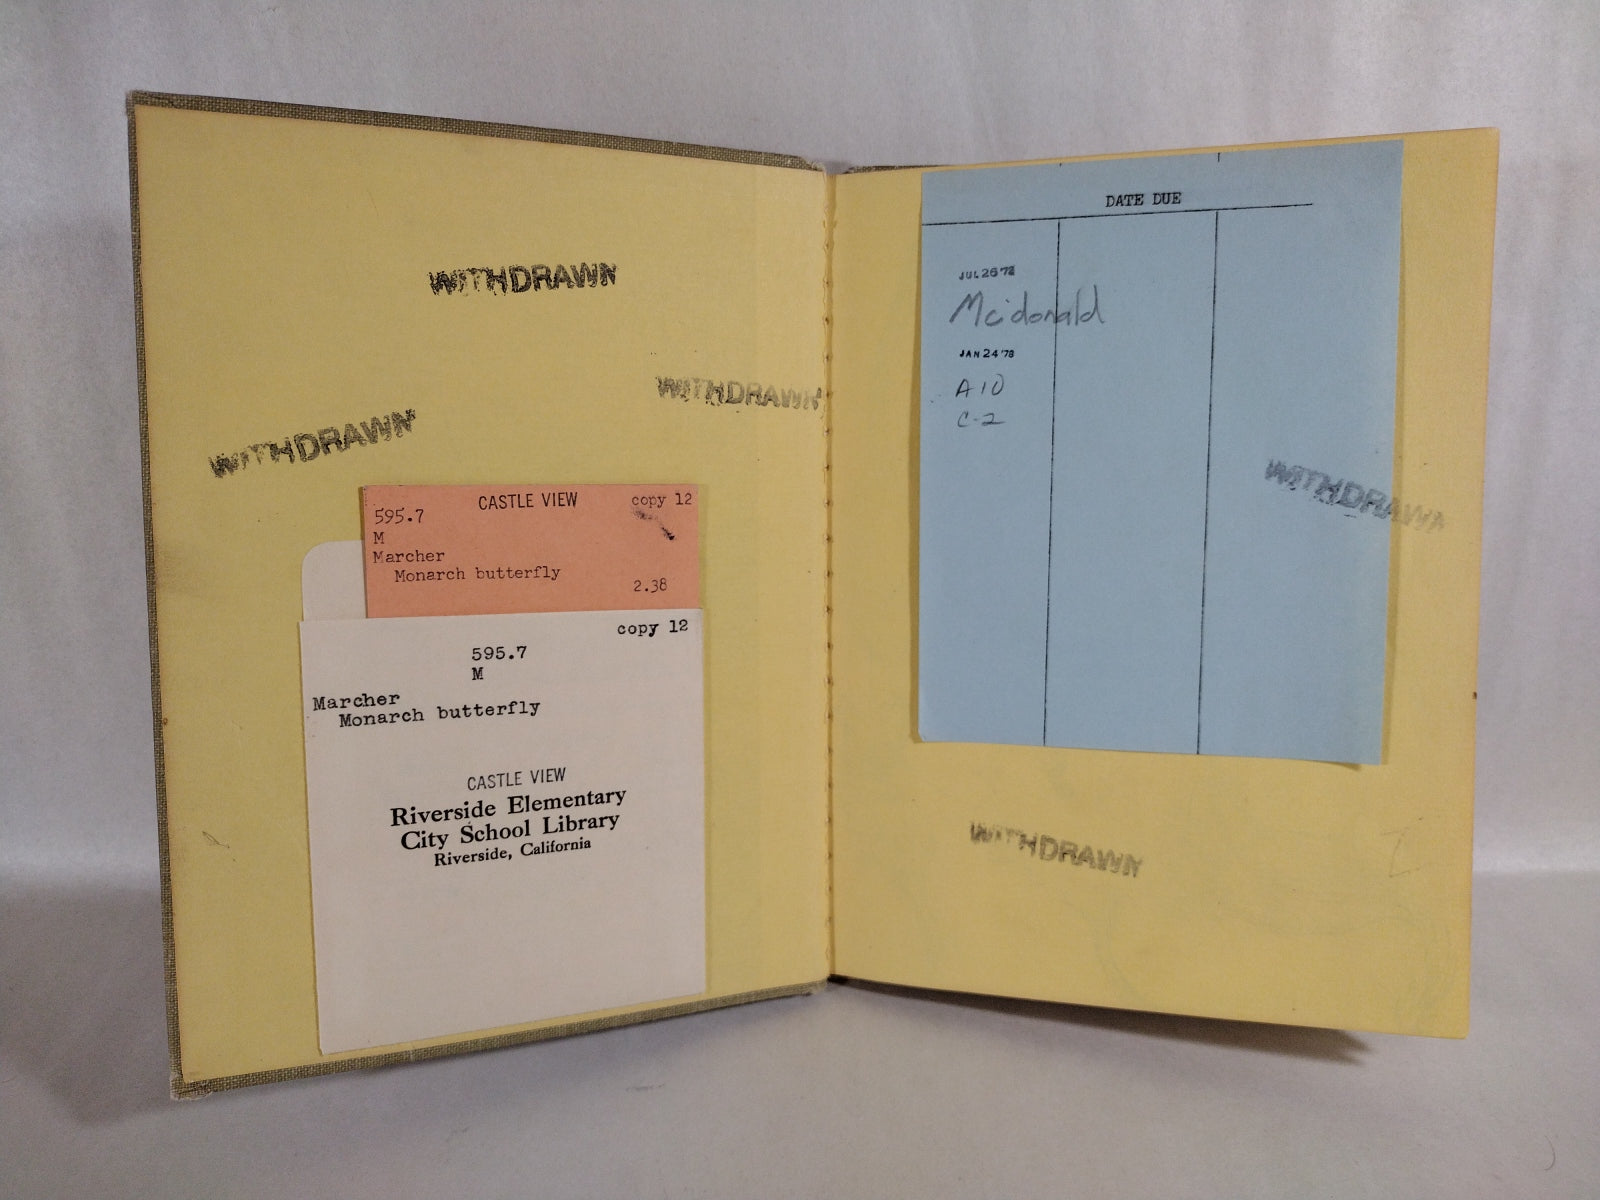 WITHDRAWN
WITHDRAWN
WITHDRAWN
CASTLE VIEW
copy 12
595.7
M
Marcher
Monarch butterfly
2.38
copy 12
595.7
M
Marcher
Monarch butterfly
CASTLE VIEW
Riverside Elementary
City School Library
Riverside, California
DATE DUE
JUL 26 '72
Mcdonald
JAN 24 '78
A10
C-2
WITHDRAWN
WITHDRAWN